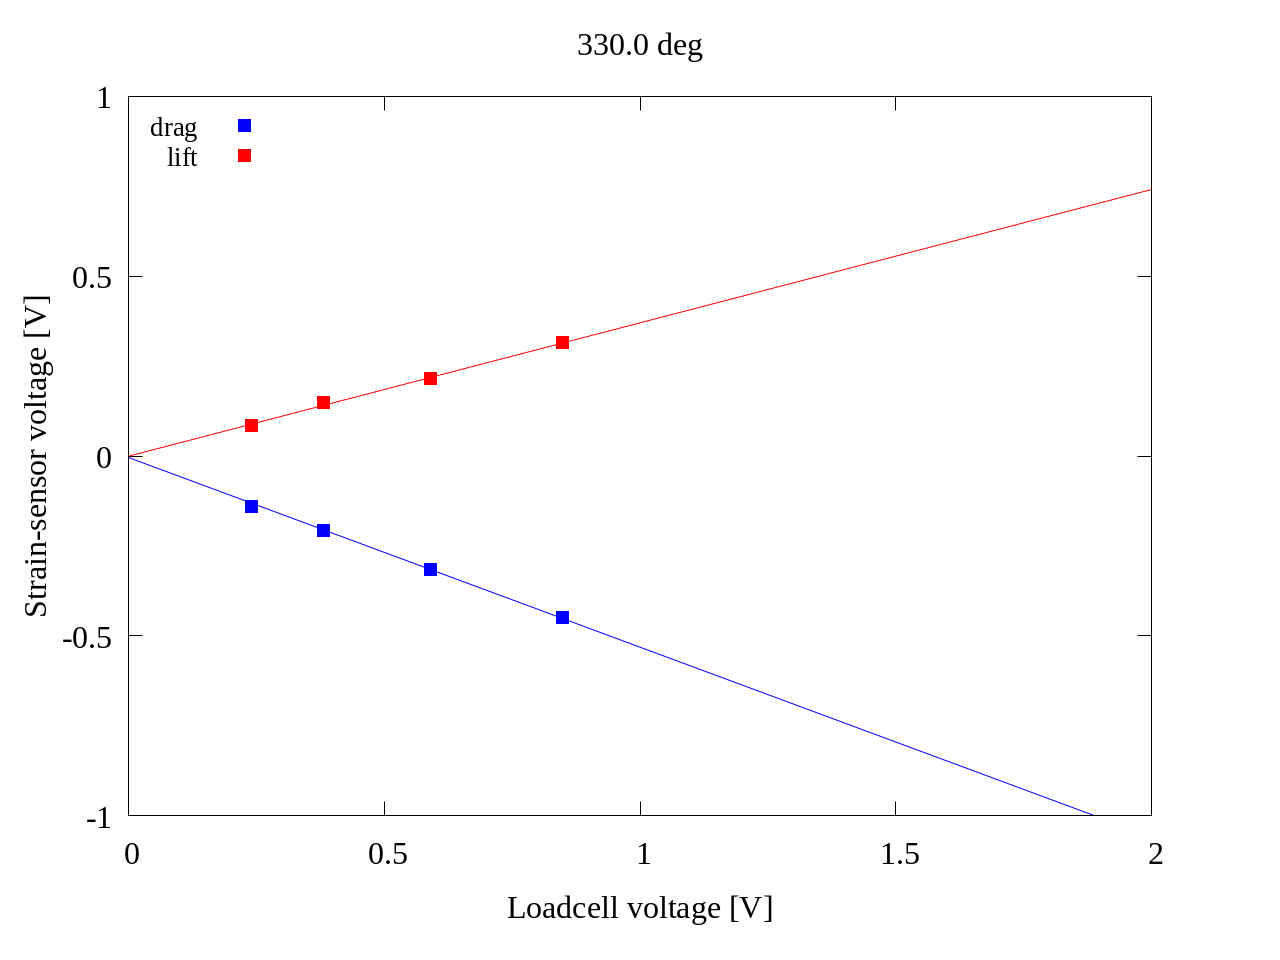 330.0 deg
1
drag
lift
0.5
0
-0.5
-1
Strain-sensor voltage [V]
0 0.5 1 1.5 2
Loadcell voltage [V]